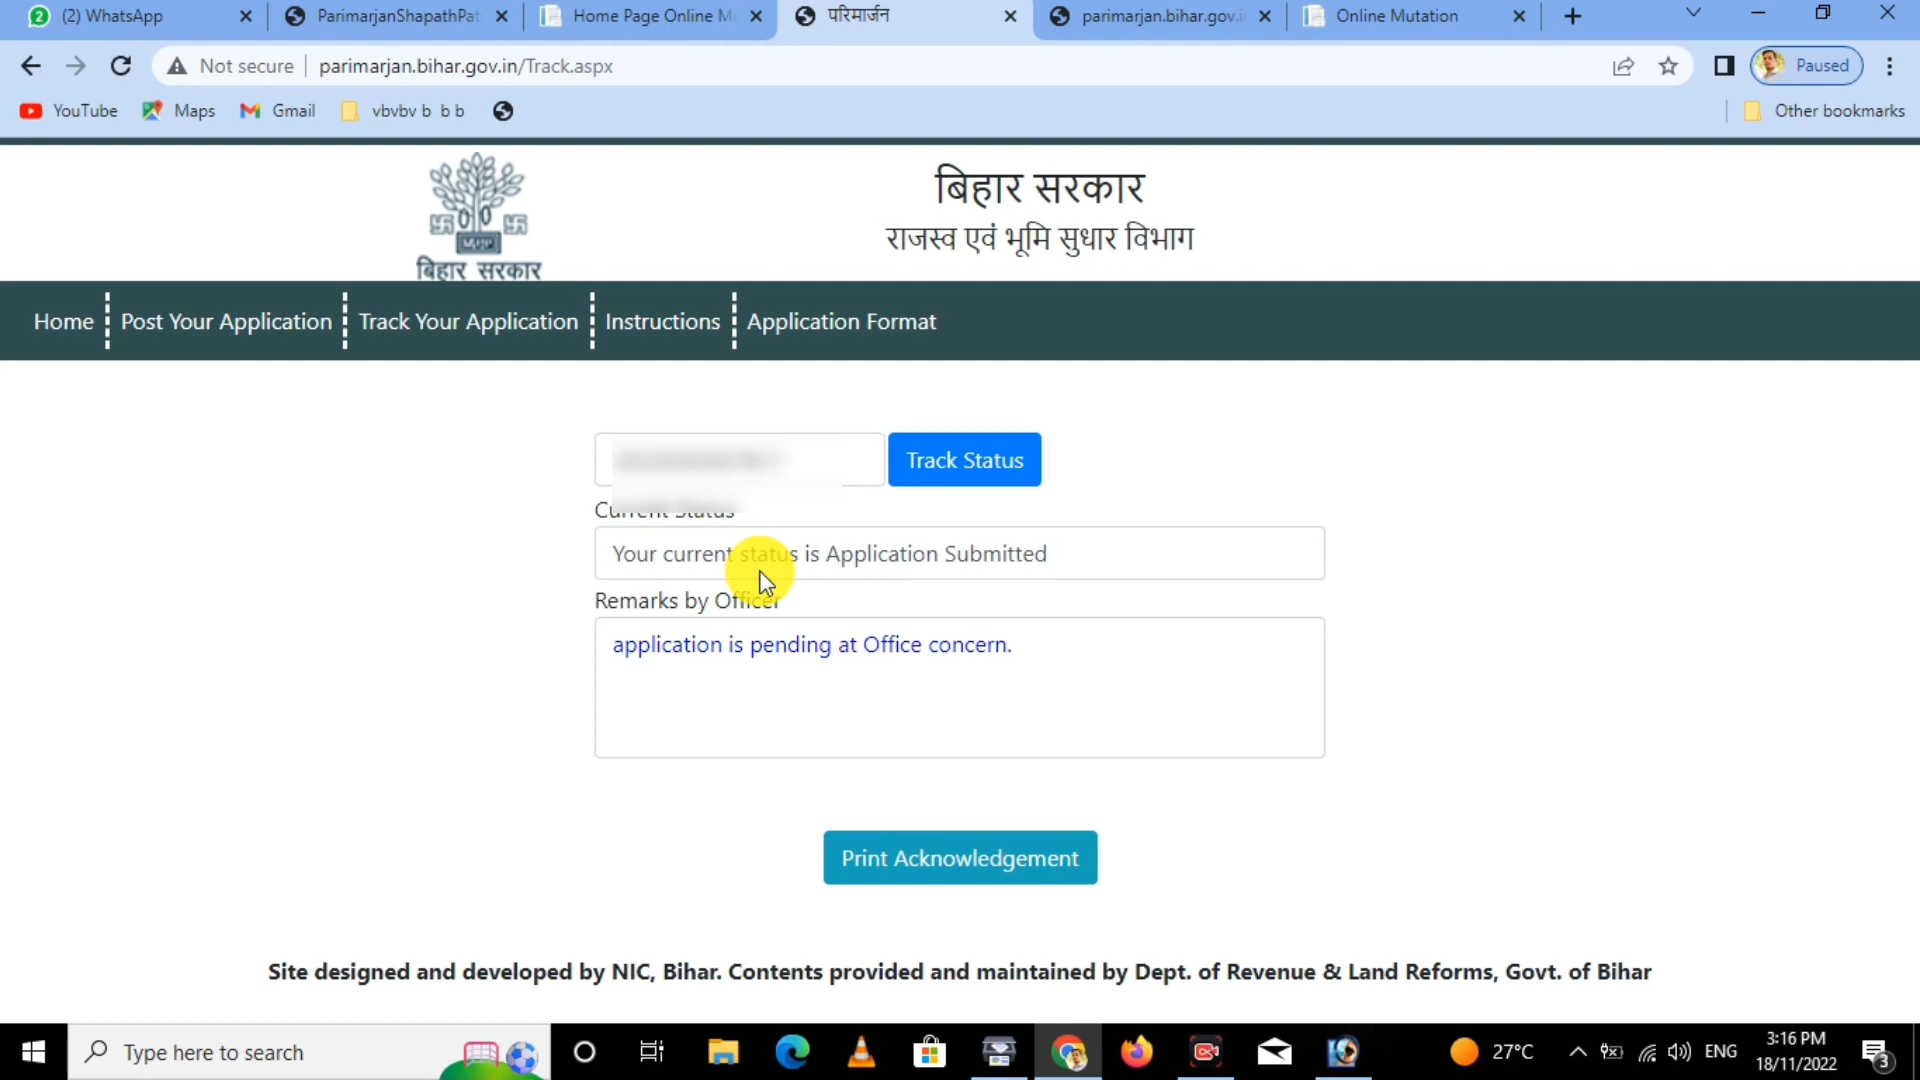 (2) WhatsApp
ParimarjanShapathPat
Home Page Online Mu
परिमार्जन
parimarjan.bihar.gov.i
Online Mutation
Not secure
parimarjan.bihar.gov.in/Track.aspx
Paused
YouTube
Maps
Gmail
vbvbv b b b
Other bookmarks
बिहार सरकार
बिहार सरकार
राजस्व एवं भूमि सुधार विभाग
Home
Post Your Application
Track Your Application
Instructions
Application Format
Track Status
Current Status
Your current status is Application Submitted
Remarks by Officer
application is pending at Office concern.
Print Acknowledgement
Site designed and developed by NIC, Bihar. Contents provided and maintained by Dept. of Revenue & Land Reforms, Govt. of Bihar
Type here to search
27°C
ENG
3:16 PM
18/11/2022
3